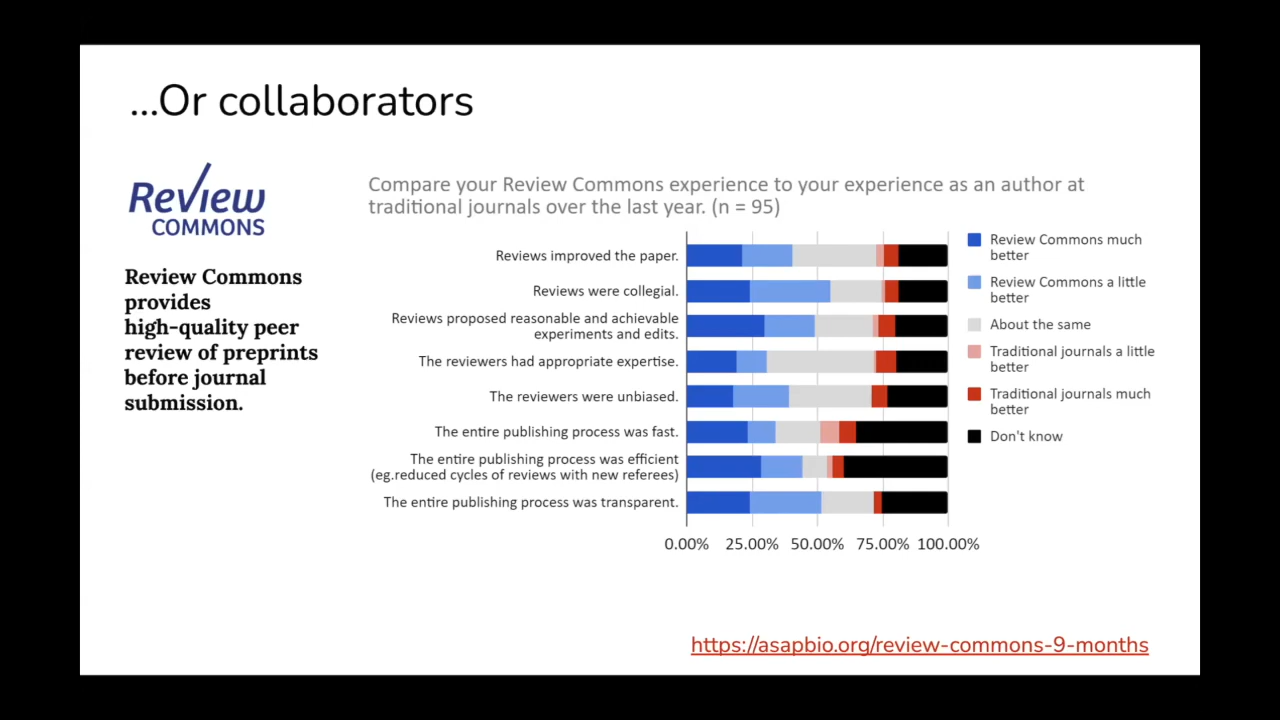 ...Or collaborators
Review
COMMONS
Review Commons
provides
high-quality peer
review of preprints
before journal
submission.
Compare your Review Commons experience to your experience as an author at
traditional journals over the last year. (n = 95)
Reviews improved the paper.
Reviews were collegial.
Reviews proposed reasonable and achievable
experiments and edits.
The reviewers had appropriate expertise.
The reviewers were unbiased.
The entire publishing process was fast.
The entire publishing process was efficient
(eg.reduced cycles of reviews with new referees)
The entire publishing process was transparent.
0.00% 25.00% 50.00% 75.00% 100.00%
Review Commons much
better
Review Commons a little
better
About the same
Traditional journals a little
better
Traditional journals much
better
Don't know
https://asapbio.org/review-commons-9-months